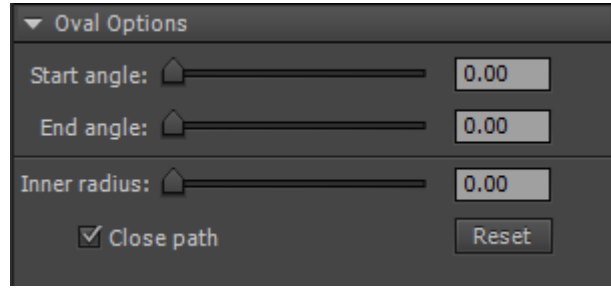 Oval Options
Start angle: 0.00
End angle: 0.00
Inner radius: 0.00
Close path Reset